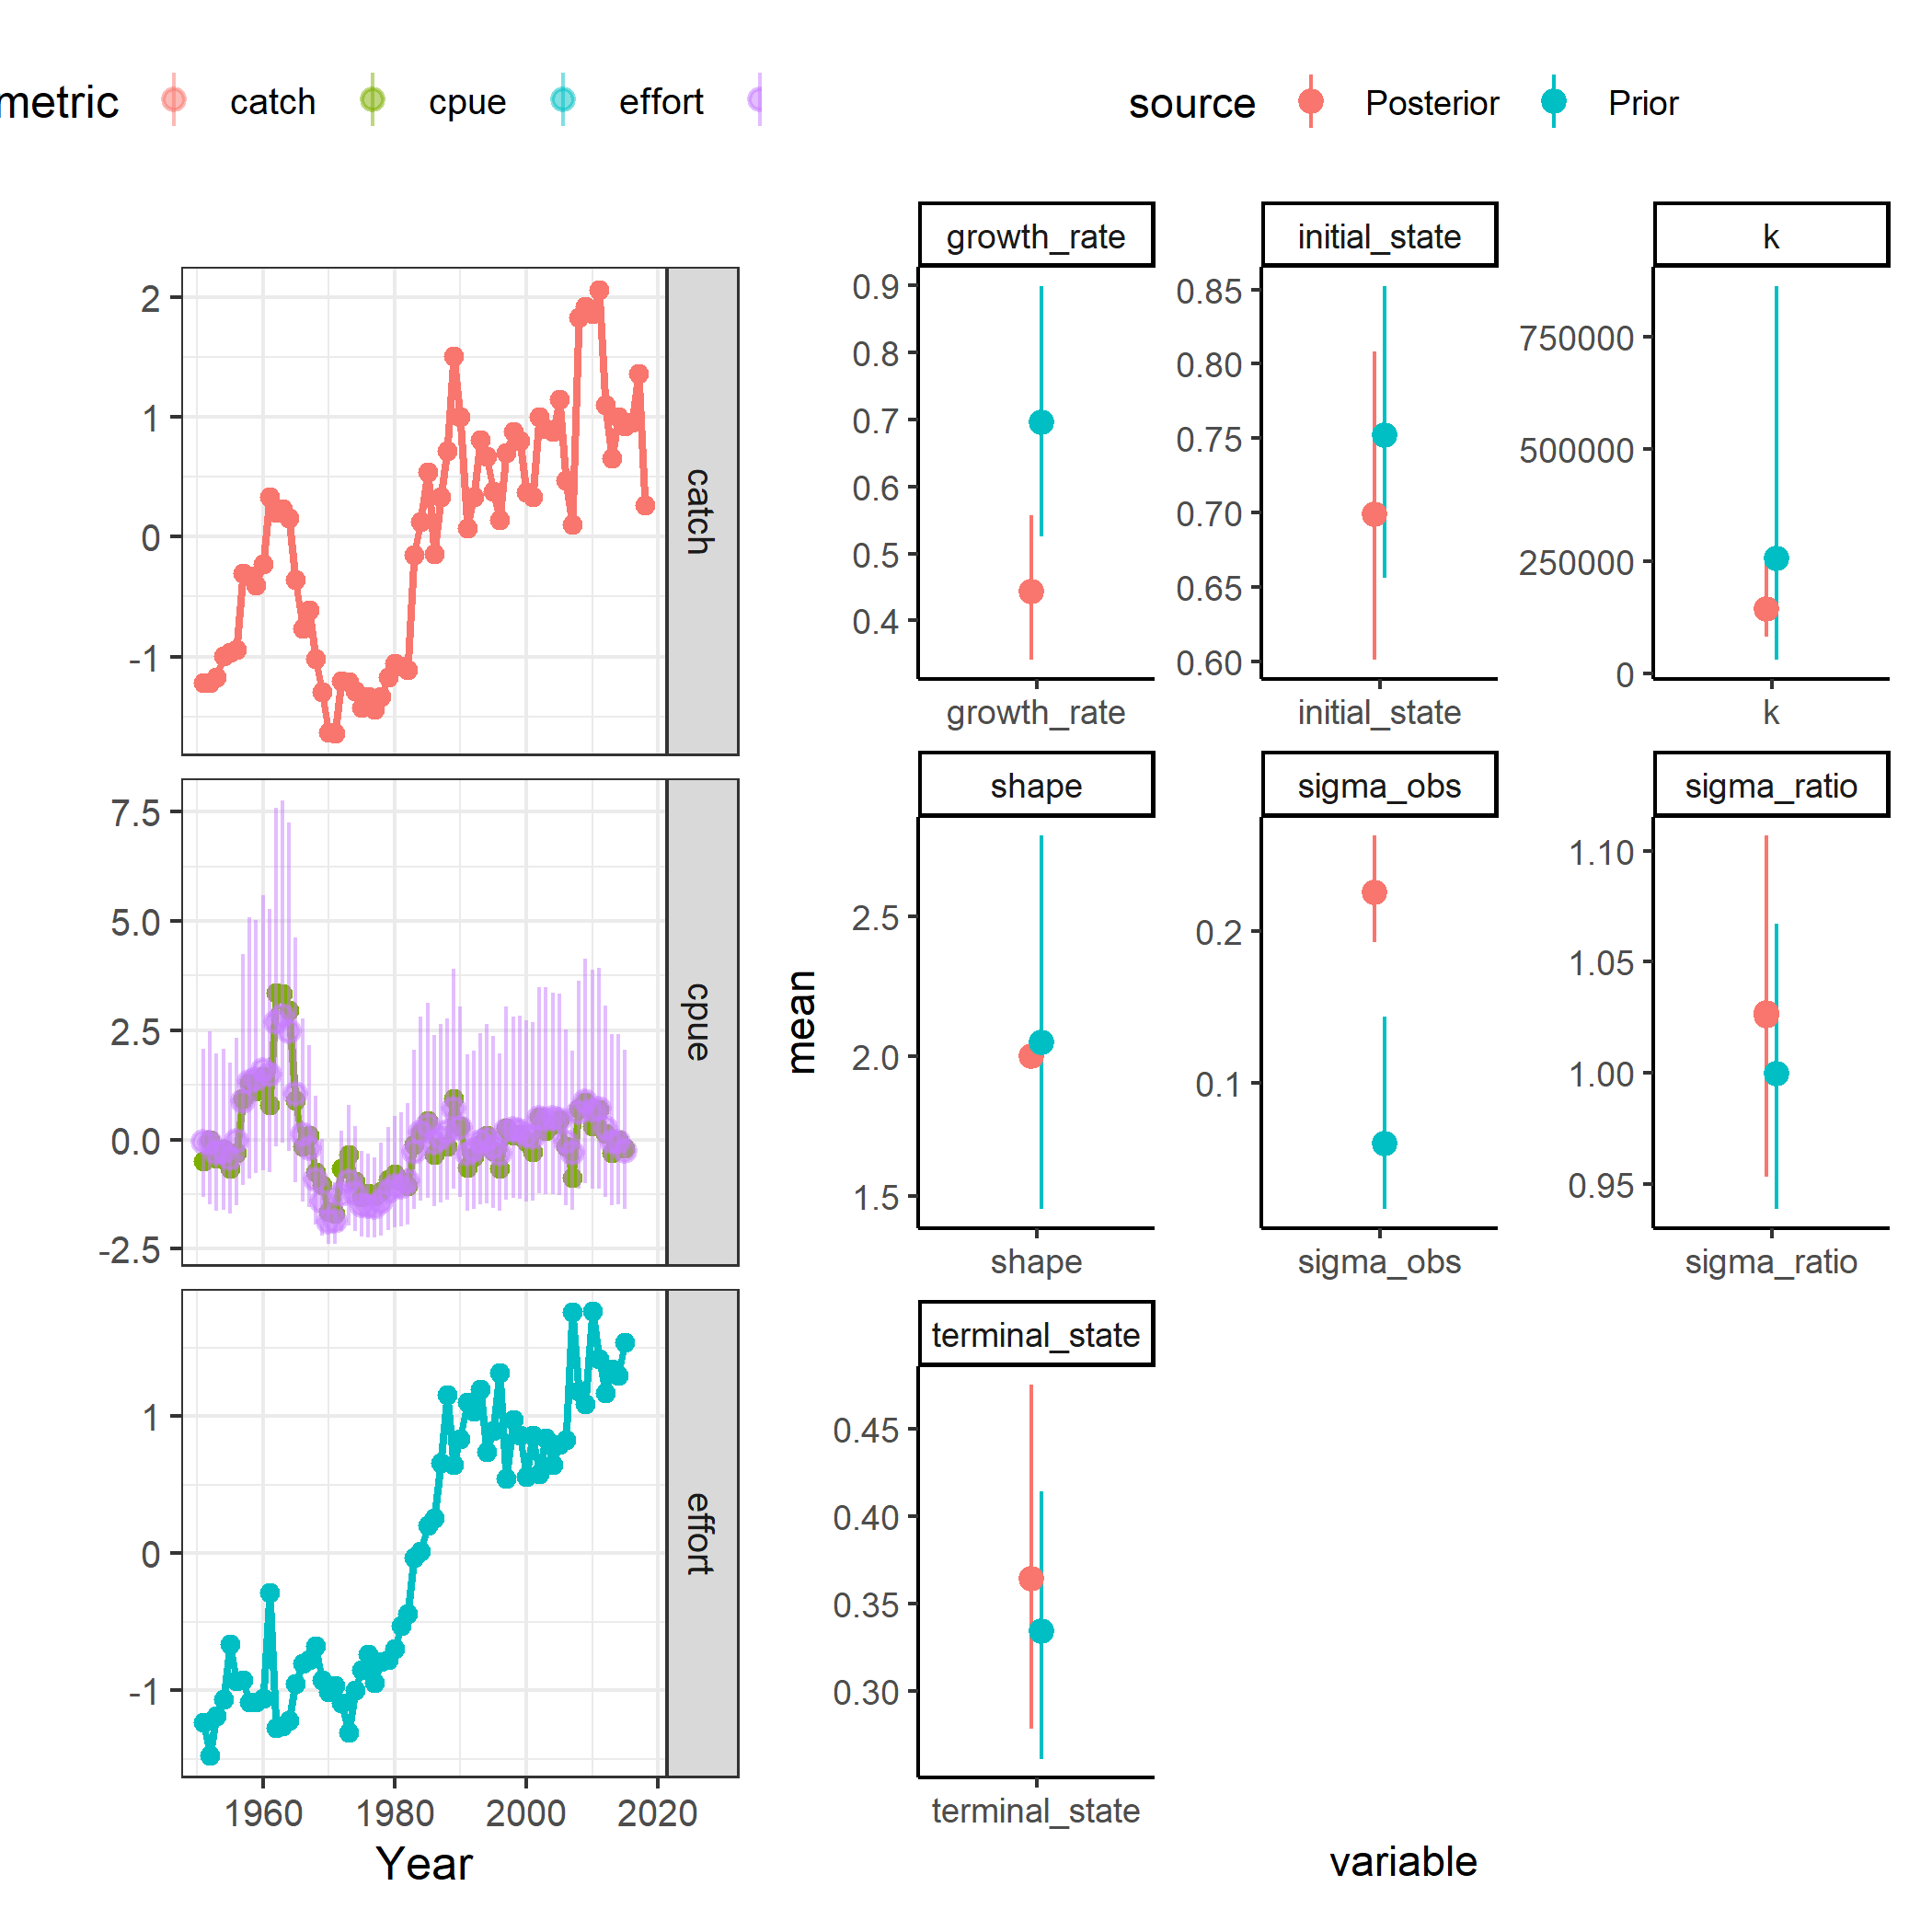 metric catch cpue effort
source Posterior Prior
2
1
0
-1
catch
7.5
5.0
2.5
0.0
-2.5
cpue
1
0
-1
effort
1960 1980 2000 2020
Year
mean
growth_rate initial_state k
0.9
0.8
0.7
0.6
0.5
0.4
growth_rate
0.85
0.80
0.75
0.70
0.65
0.60
initial_state
750000
500000
250000
0
k
shape sigma_obs sigma_ratio
2.5
2.0
1.5
shape
0.2
0.1
sigma_obs
1.10
1.05
1.00
0.95
sigma_ratio
terminal_state
0.45
0.40
0.35
0.30
terminal_state
variable